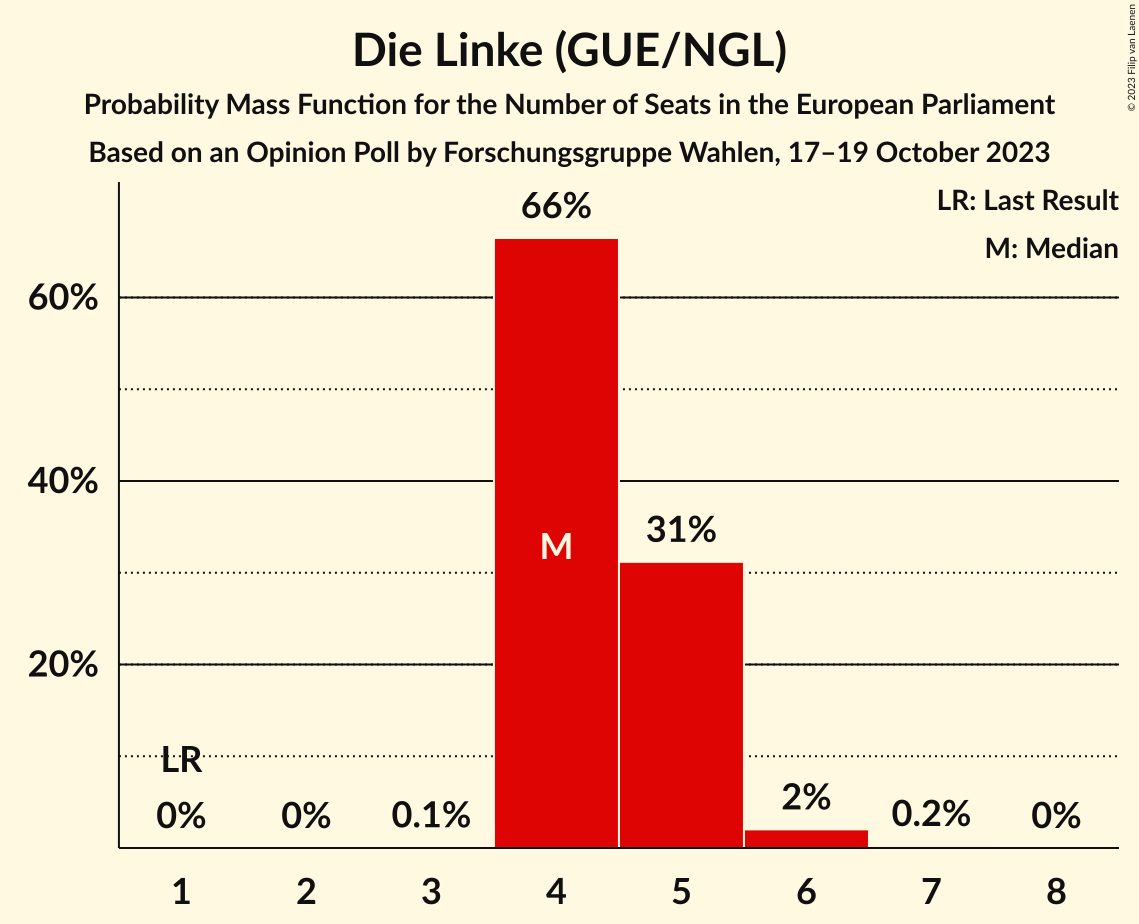 Die Linke (GUE/NGL)
Probability Mass Function for the Number of Seats in the European Parliament
Based on an Opinion Poll by Forschungsgruppe Wahlen, 17–19 October 2023
© 2023 Filip van Laenen
LR: Last Result
M: Median
60%
40%
20%
66%
M
31%
LR
0%
0%
0.1%
2%
0.2%
0%
1 2 3 4 5 6 7 8